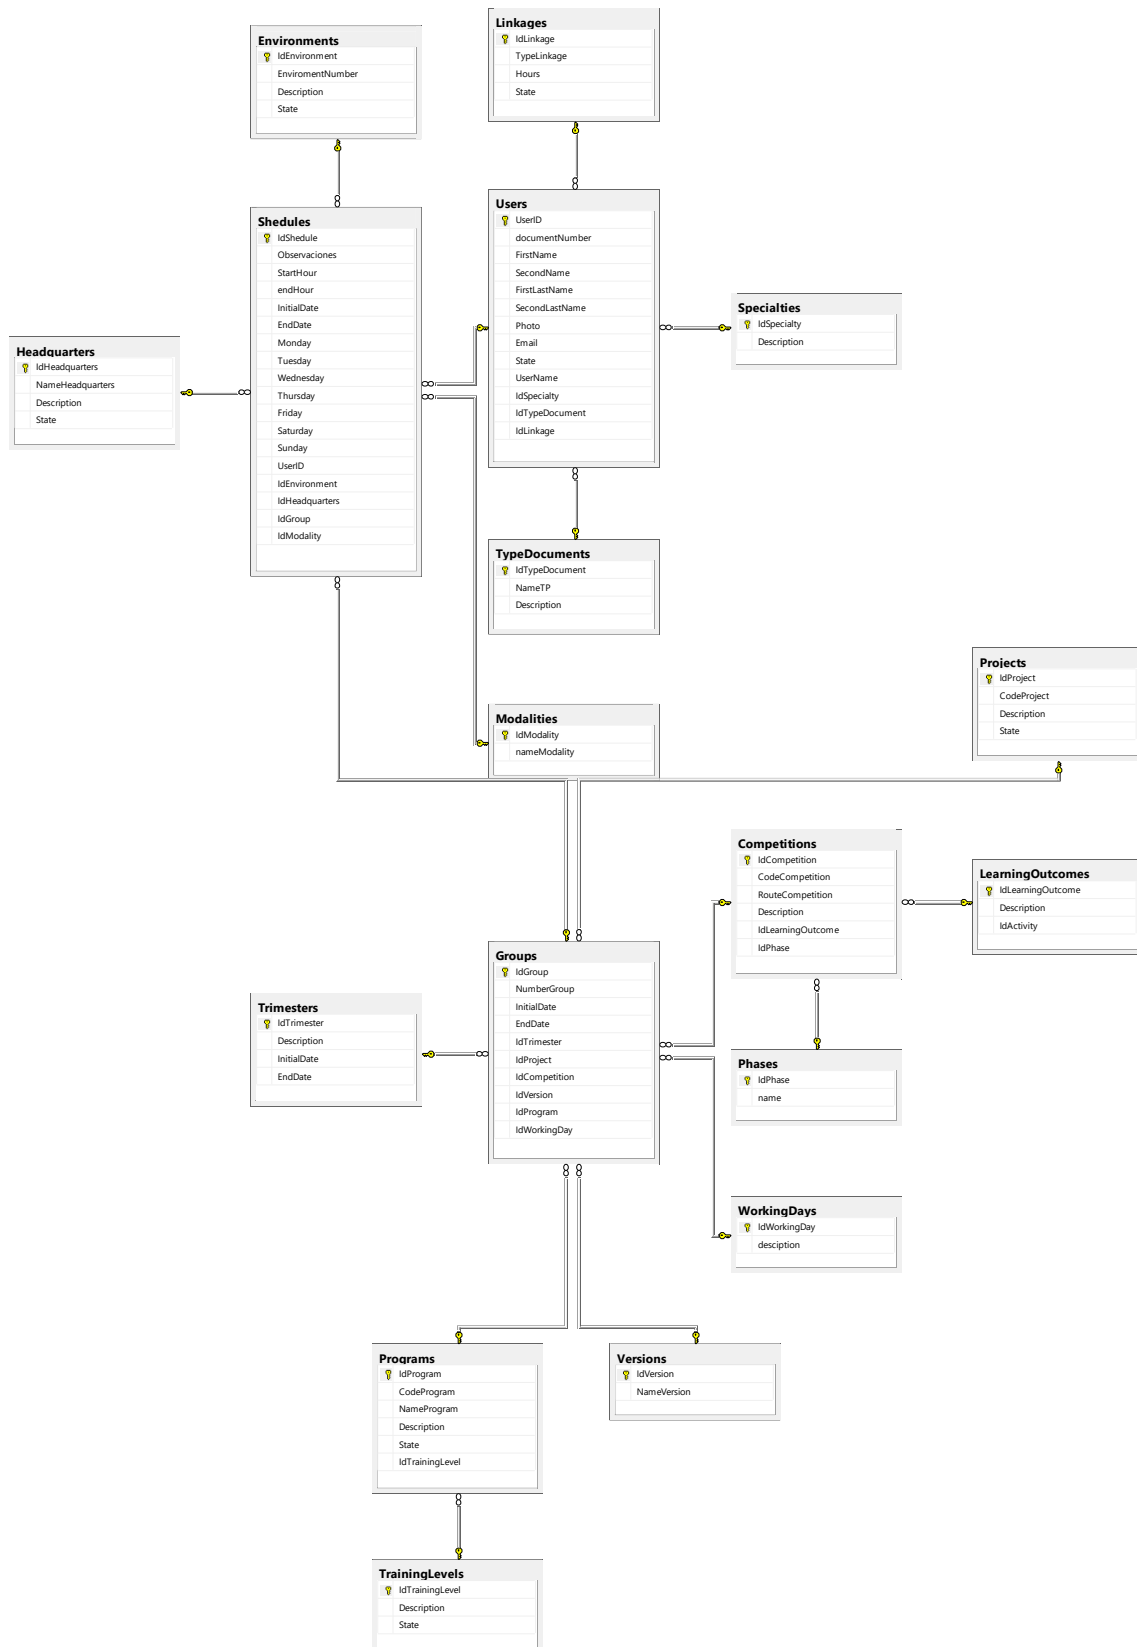 Linkages
IdLinkage
TypeLinkage
Hours
State
Environments
IdEnvironment
EnviromentNumber
Description
State
Users
UserID
documentNumber
FirstName
SecondName
FirstLastName
SecondLastName
Photo
Email
State
UserName
IdSpecialty
IdTypeDocument
IdLinkage
Shedules
IdShedule
Observaciones
StartHour
endHour
InitialDate
EndDate
Monday
Tuesday
Wednesday
Thursday
Friday
Saturday
Sunday
UserID
IdEnvironment
IdHeadquarters
IdGroup
IdModality
Specialties
IdSpecialty
Description
Headquarters
IdHeadquarters
NameHeadquarters
Description
State
TypeDocuments
IdTypeDocument
NameTP
Description
Projects
IdProject
CodeProject
Description
State
Modalities
IdModality
nameModality
Competitions
IdCompetition
CodeCompetition
RouteCompetition
Description
IdLearningOutcome
IdPhase
LearningOutcomes
IdLearningOutcome
Description
IdActivity
Groups
IdGroup
NumberGroup
InitialDate
EndDate
IdTrimester
IdProject
IdCompetition
IdVersion
IdProgram
IdWorkingDay
Trimesters
IdTrimester
Description
InitialDate
EndDate
Phases
IdPhase
name
WorkingDays
IdWorkingDay
desciption
Programs
IdProgram
CodeProgram
NameProgram
Description
State
IdTrainingLevel
Versions
IdVersion
NameVersion
TrainingLevels
IdTrainingLevel
Description
State